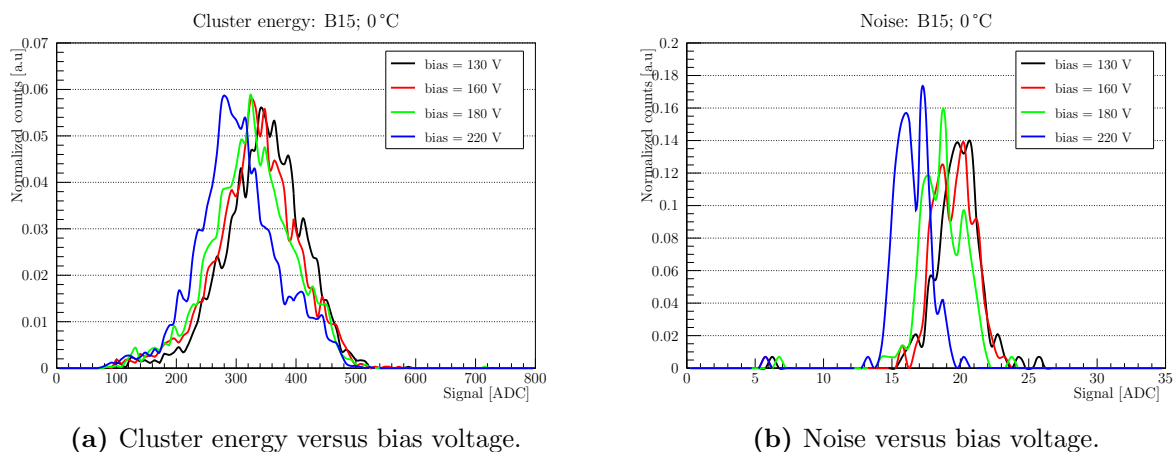 Cluster energy: B15; 0 °C
Normalized counts [a.u]
0.07
0.06
0.05
0.04
0.03
0.02
0.01
0
0 100 200 300 400 500 600 700 800
Signal [ADC]
bias = 130 V
bias = 160 V
bias = 180 V
bias = 220 V
(a) Cluster energy versus bias voltage.
Noise: B15; 0 °C
Normalized counts [a.u
0.2
0.18
0.16
0.14
0.12
0.1
0.08
0.06
0.04
0.02
0
0 5 10 15 20 25 30 35
Signal [ADC]
bias = 130 V
bias = 160 V
bias = 180 V
bias = 220 V
(b) Noise versus bias voltage.